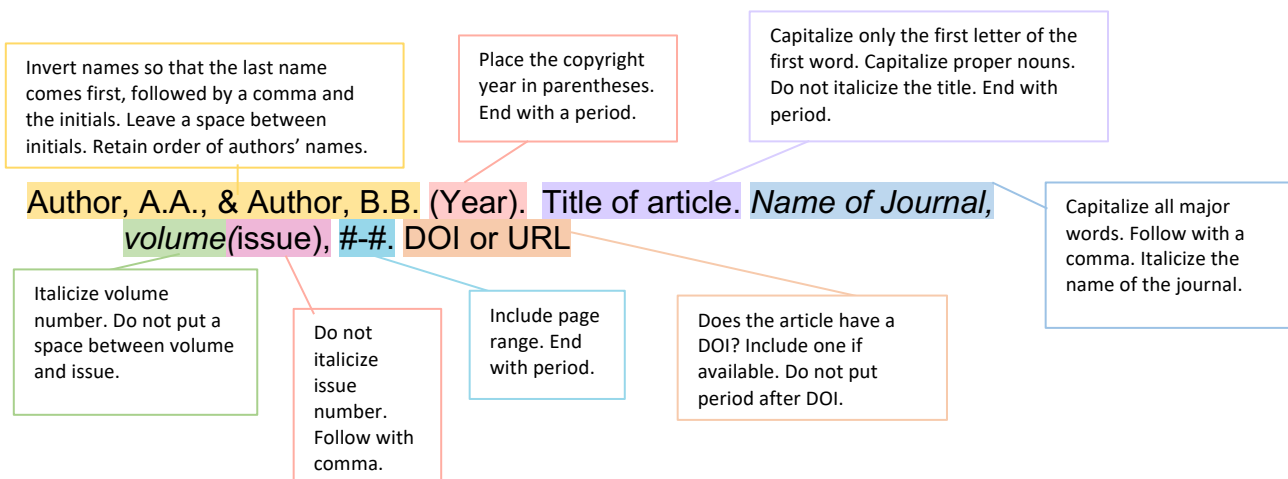 Invert names so that the last name
comes first, followed by a comma and
the initials. Leave a space between
initials. Retain order of authors’ names.
Place the copyright
year in parentheses.
End with a period.
Capitalize only the first letter of the
first word. Capitalize proper nouns.
Do not italicize the title. End with
period.
Author, A.A., & Author, B.B. (Year). Title of article. Name of Journal,
volume(issue), #-#. DOI or URL
Capitalize all major
words. Follow with a
comma. Italicize the
name of the journal.
Italicize volume
number. Do not put a
space between volume
and issue.
Do not
italicize
issue
number.
Follow with
comma.
Include page
range. End
with period.
Does the article have a
DOI? Include one if
available. Do not put
period after DOI.